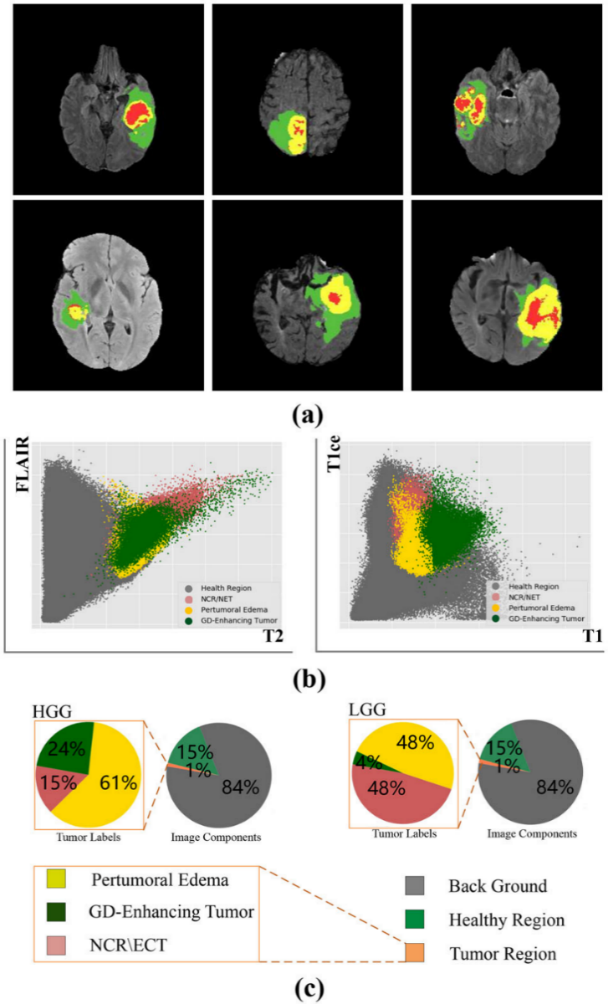 (a)
FLAIR
Health Region
NCR/NET
Pertumoral Edema
GD-Enhancing Tumor
T2
T1ce
Health Region
NCR/NET
Pertumoral Edema
GD-Enhancing Tumor
T1
(b)
HGG
24%
15%
61%
Tumor Labels
15%
1%
84%
Image Components
LGG
48%
4%
48%
Tumor Labels
15%
1%
84%
Image Components
Pertumoral Edema
GD-Enhancing Tumor
NCR\ECT
Back Ground
Healthy Region
Tumor Region
(c)